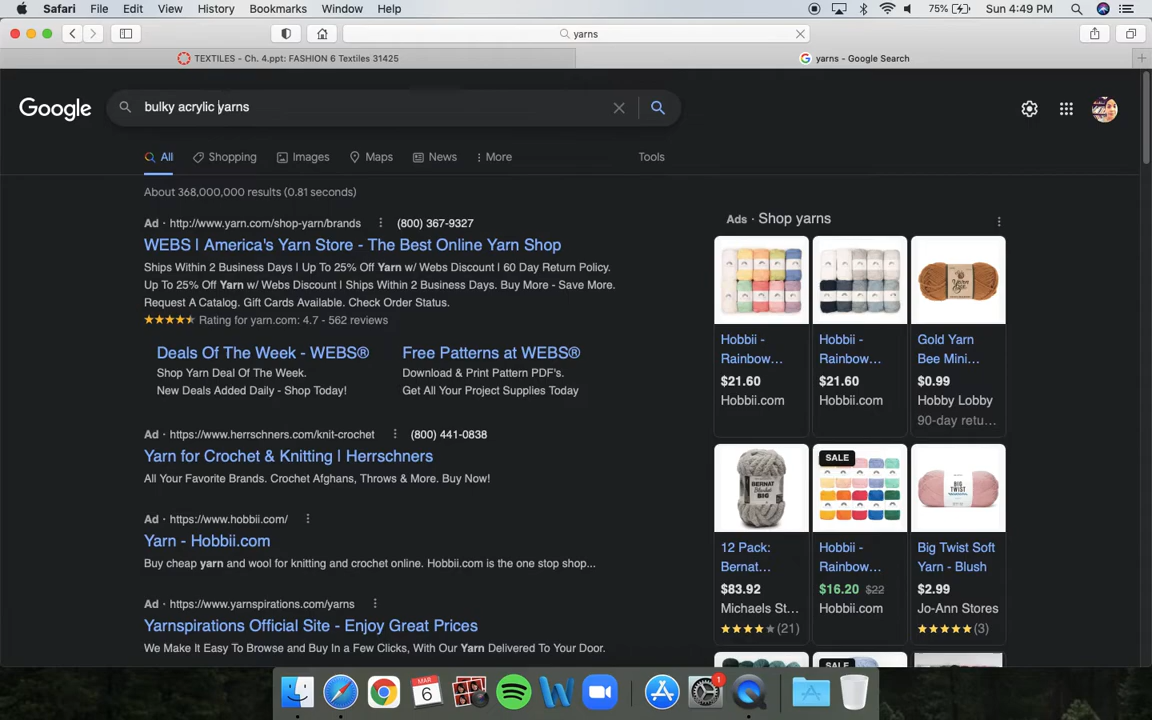 Safari File Edit View History Bookmarks Window Help 75% Sun 4:49 PM
yarns
TEXTILES - Ch. 4.ppt: FASHION 6 Textiles 31425
yarns - Google Search
Google
bulky acrylic yarns
All Shopping Images Maps News More Tools
About 368,000,000 results (0.81 seconds)
Ad · http://www.yarn.com/shop-yarn/brands (800) 367-9327
WEBS | America's Yarn Store - The Best Online Yarn Shop
Ships Within 2 Business Days | Up To 25% Off Yarn w/ Webs Discount | 60 Day Return Policy.
Up To 25% Off Yarn w/ Webs Discount | Ships Within 2 Business Days. Buy More - Save More.
Request A Catalog. Gift Cards Available. Check Order Status.
Rating for yarn.com: 4.7 - 562 reviews
Deals Of The Week - WEBS®
Shop Yarn Deal Of The Week.
New Deals Added Daily - Shop Today!
Free Patterns at WEBS®
Download & Print Pattern PDF's.
Get All Your Project Supplies Today
Ad · https://www.herrschners.com/knit-crochet (800) 441-0838
Yarn for Crochet & Knitting | Herrschners
All Your Favorite Brands. Crochet Afghans, Throws & More. Buy Now!
Ad · https://www.hobbii.com/
Yarn - Hobbii.com
Buy cheap yarn and wool for knitting and crochet online. Hobbii.com is the one stop shop...
Ad · https://www.yarnspirations.com/yarns
Yarnspirations Official Site - Enjoy Great Prices
We Make It Easy To Browse and Buy In a Few Clicks, With Our Yarn Delivered To Your Door.
Ads · Shop yarns
Hobbii -
Rainbow...
$21.60
Hobbii.com
Hobbii -
Rainbow...
$21.60
Hobbii.com
Gold Yarn
Bee Mini...
$0.99
Hobby Lobby
90-day retu...
BERNAT
BIG
12 Pack:
Bernat...
$83.92
Michaels St...
(21)
SALE
Hobbii -
Rainbow...
$16.20 $22
Hobbii.com
BIG
TWIST
Big Twist Soft
Yarn - Blush
$2.99
Jo-Ann Stores
(3)
SALE
MAR
6
1